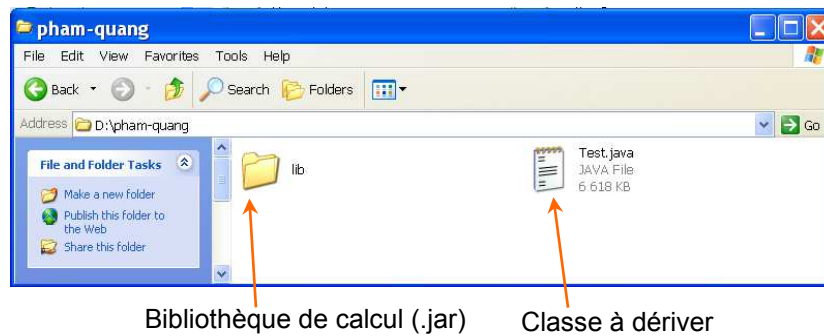 pham-quang
File Edit View Favorites Tools Help
Back Search Folders
Address D:\pham-quang Go
File and Folder Tasks
Make a new folder
Publish this folder to
the Web
Share this folder
lib
Test.java
JAVA File
6 618 KB
Bibliothèque de calcul (.jar) Classe à dériver